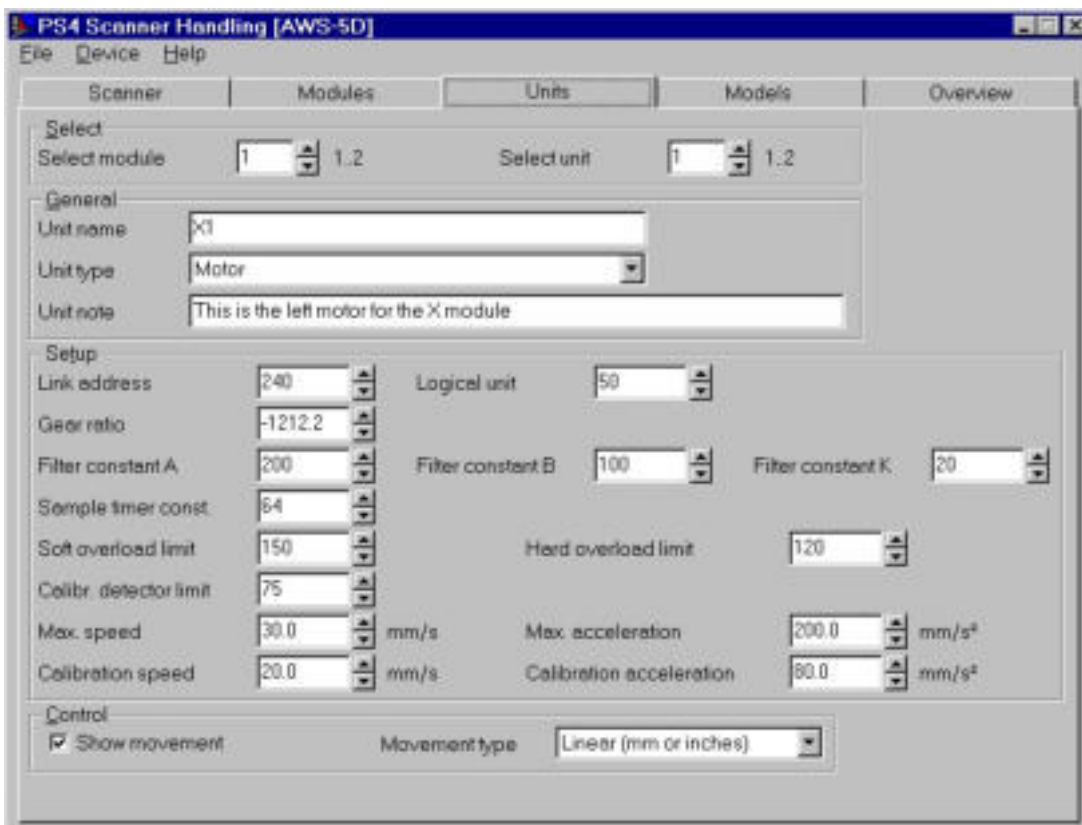 PS4 Scanner Handling [AWS-5D]
File Device Help
Scanner Modules Units Models Overview
Select
Select module 1 1..2 Select unit 1 1..2
General
Unit name X1
Unit type Motor
Unit note This is the left motor for the X module
Setup
Link address 240 Logical unit 50
Gear ratio -1212.2
Filter constant A 200 Filter constant B 100 Filter constant K 20
Sample timer const. 64
Soft overload limit 150 Hard overload limit 120
Calibr. detector limit 75
Max. speed 30.0 mm/s Max. acceleration 200.0 mm/s²
Calibration speed 20.0 mm/s Calibration acceleration 80.0 mm/s²
Control
Show movement Movement type Linear (mm or inches)